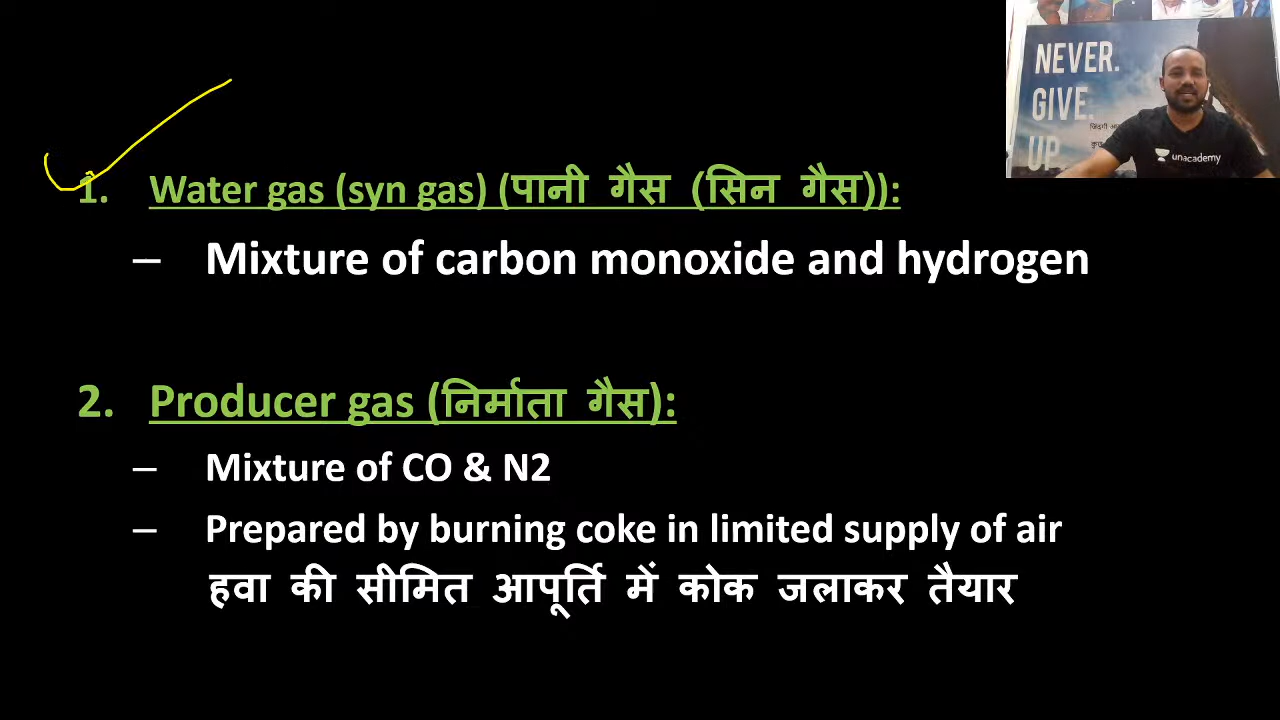 NEVER.
GIVE.
UP.
unacademy
1. Water gas (syn gas) (पानी गैस (सिन गैस)):
– Mixture of carbon monoxide and hydrogen
2. Producer gas (निर्माता गैस):
– Mixture of CO & N2
– Prepared by burning coke in limited supply of air
हवा की सीमित आपूर्ति में कोक जलाकर तैयार